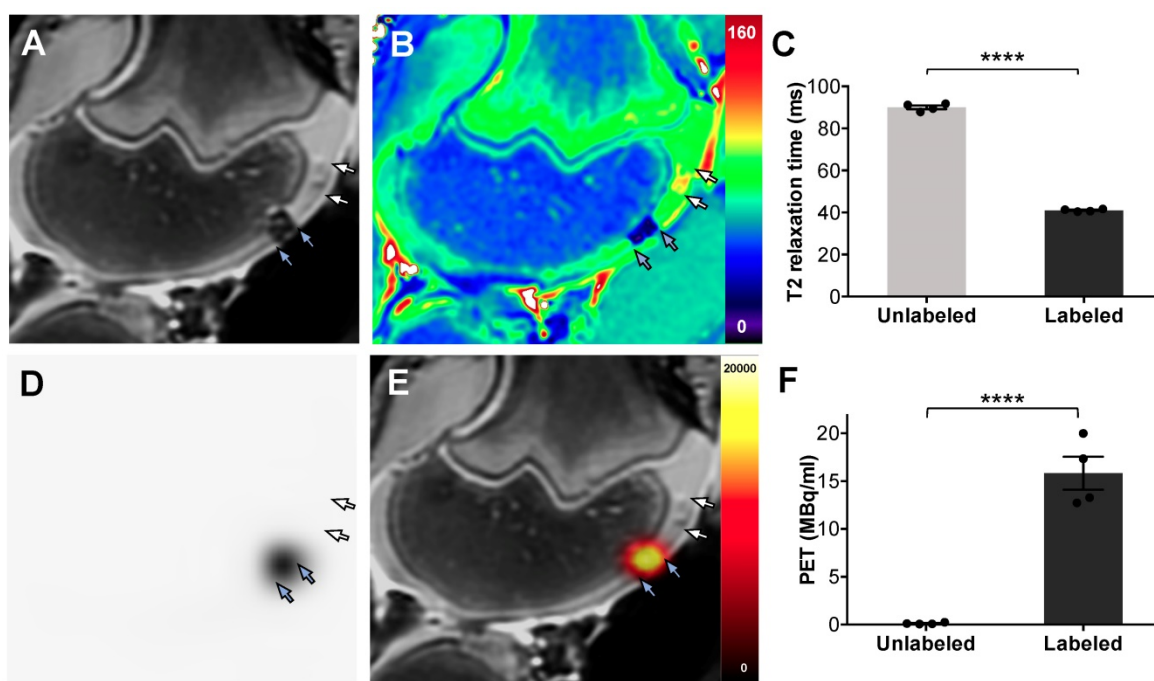 A
B
160
0
C
****
T2 relaxation time (ms)
100
80
60
40
20
0
Unlabeled
Labeled
D
E
20000
0
F
****
PET (MBq/ml)
20
15
10
5
0
Unlabeled
Labeled